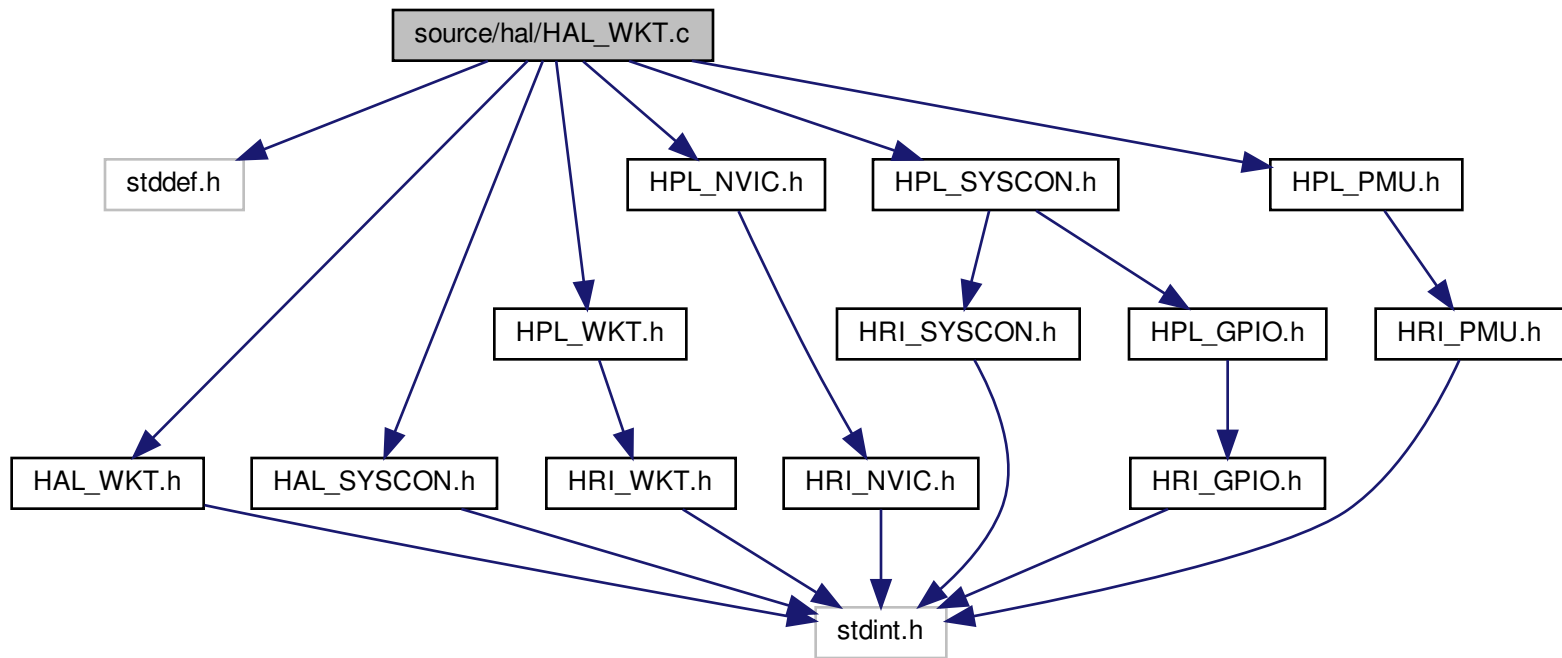 source/hal/HAL_WKT.c
stddef.h
HPL_NVIC.h
HPL_SYSCON.h
HPL_PMU.h
HPL_WKT.h
HRI_SYSCON.h
HPL_GPIO.h
HRI_PMU.h
HAL_WKT.h
HAL_SYSCON.h
HRI_WKT.h
HRI_NVIC.h
HRI_GPIO.h
stdint.h